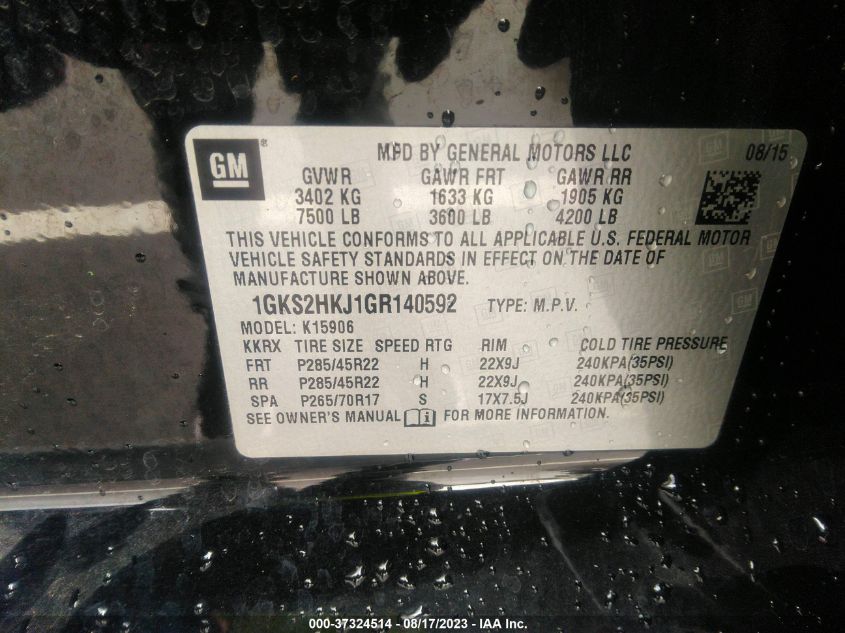 GM ®
MFD BY GENERAL MOTORS LLC 08/15
GVWR GAWR FRT GAWR RR
3402 KG 1633 KG 1905 KG
7500 LB 3600 LB 4200 LB
THIS VEHICLE CONFORMS TO ALL APPLICABLE U.S. FEDERAL MOTOR
VEHICLE SAFETY STANDARDS IN EFFECT ON THE DATE OF
MANUFACTURE SHOWN ABOVE.
1GKS2HKJ1GR140592 TYPE: M.P.V.
MODEL: K15906
KKRX TIRE SIZE SPEED RTG RIM COLD TIRE PRESSURE
FRT P285/45R22 H 22X9J 240KPA(35PSI)
RR P285/45R22 H 22X9J 240KPA(35PSI)
SPA P265/70R17 S 17X7.5J 240KPA(35PSI)
SEE OWNER'S MANUAL FOR MORE INFORMATION.
000-37324514 - 08/17/2023 - © IAA Inc.